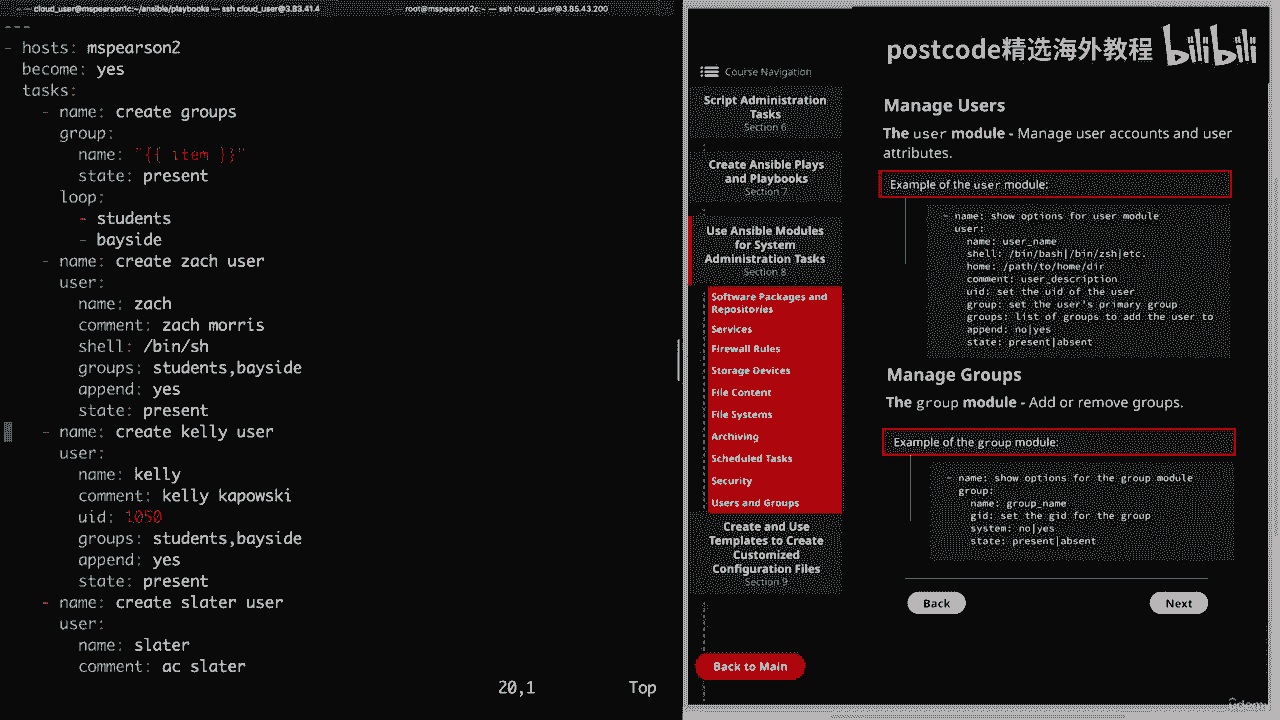 cloud_user@mspearson1c:~/ansible/playbooks — ssh cloud_user@3.83.41.4
root@mspearson2c:~ — ssh cloud_user@3.85.43.200
---
- hosts: mspearson2
become: yes
tasks:
- name: create groups
group:
name: "{{ item }}"
state: present
loop:
- students
- bayside
- name: create zach user
user:
name: zach
comment: zach morris
shell: /bin/sh
groups: students,bayside
append: yes
state: present
- name: create kelly user
user:
name: kelly
comment: kelly kapowski
uid: 1050
groups: students,bayside
append: yes
state: present
- name: create slater user
user:
name: slater
comment: ac slater
20,1
Top
postcode精选海外教程 bilibili
Course Navigation
Script Administration
Tasks
Section 6
Create Ansible Plays
and Playbooks
Section 7
Use Ansible Modules
for System
Administration Tasks
Section 8
Software Packages and
Repositories
Services
Firewall Rules
Storage Devices
File Content
File Systems
Archiving
Scheduled Tasks
Security
Users and Groups
Create and Use
Templates to Create
Customized
Configuration Files
Section 9
Back to Main
Manage Users
The user module - Manage user accounts and user
attributes.
Example of the user module:
- name: show options for user module
user:
name: user_name
shell: /bin/bash|/bin/zsh|etc.
home: /path/to/home/dir
comment: user_description
uid: set the uid of the user
group: set the user's primary group
groups: list of groups to add the user to
append: no|yes
state: present|absent
Manage Groups
The group module - Add or remove groups.
Example of the group module:
- name: show options for the group module
group:
name: group_name
gid: set the gid for the group
system: no|yes
state: present|absent
Back
Next
Udemy